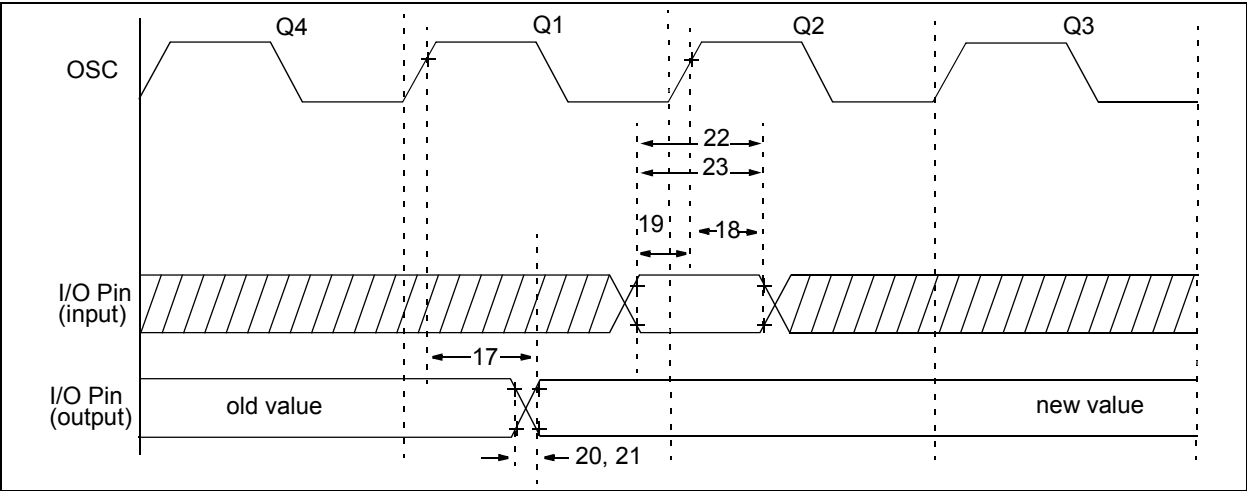 Q4 Q1 Q2 Q3
OSC
22
23
19
18
I/O Pin
(input)
17
I/O Pin
(output)
old value
new value
20, 21